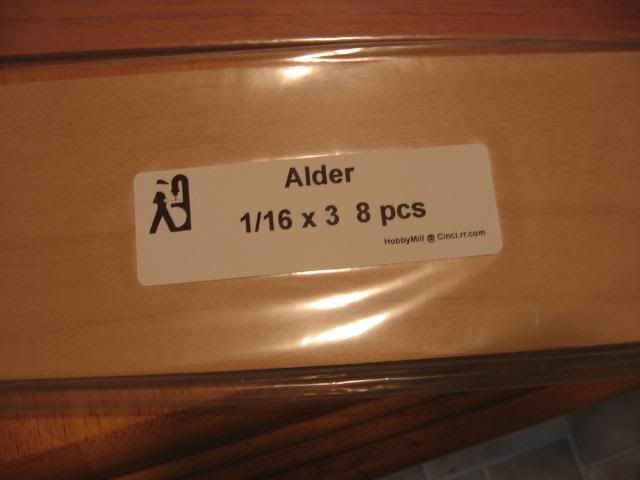 Alder
1/16 x 3 8 pcs
HobbyMill @ Cinci.rr.com